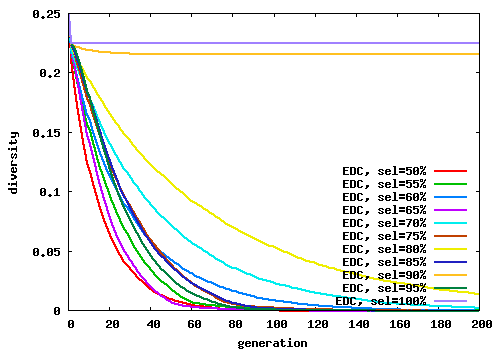 0.25
0.2
0.15
0.1
0.05
0
diversity
EDC, sel=50%
EDC, sel=55%
EDC, sel=60%
EDC, sel=65%
EDC, sel=70%
EDC, sel=75%
EDC, sel=80%
EDC, sel=85%
EDC, sel=90%
EDC, sel=95%
EDC, sel=100%
0 20 40 60 80 100 120 140 160 180 200
generation